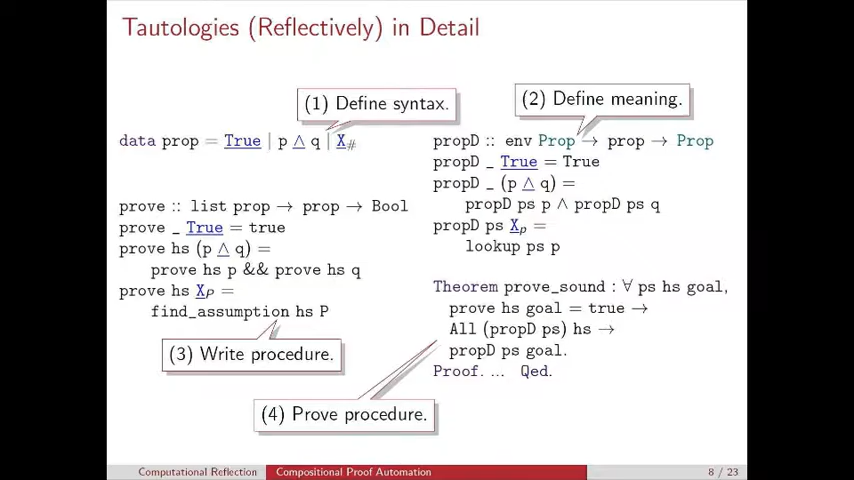 Tautologies (Reflectively) in Detail
(1) Define syntax.
(2) Define meaning.
data prop = True | p ∧ q | X#
prove :: list prop → prop → Bool
prove _ True = true
prove hs (p ∧ q) =
prove hs p && prove hs q
prove hs XP =
find_assumption hs P
(3) Write procedure.
propD :: env Prop → prop → Prop
propD _ True = True
propD _ (p ∧ q) =
propD ps p ∧ propD ps q
propD ps Xp =
lookup ps p
Theorem prove_sound : ∀ ps hs goal,
prove hs goal = true →
All (propD ps) hs →
propD ps goal.
Proof. ... Qed.
(4) Prove procedure.
Computational Reflection
Compositional Proof Automation
8 / 23